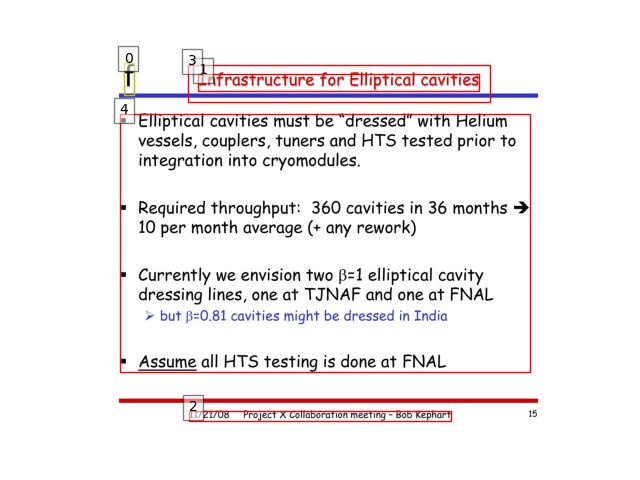 0
3
1
f
Infrastructure for Elliptical cavities
4
▪ Elliptical cavities must be “dressed” with Helium
vessels, couplers, tuners and HTS tested prior to
integration into cryomodules.
▪ Required throughput: 360 cavities in 36 months ➔
10 per month average (+ any rework)
▪ Currently we envision two β=1 elliptical cavity
dressing lines, one at TJNAF and one at FNAL
➢ but β=0.81 cavities might be dressed in India
▪ Assume all HTS testing is done at FNAL
2
11/21/08 Project X Collaboration meeting – Bob Kephart 15